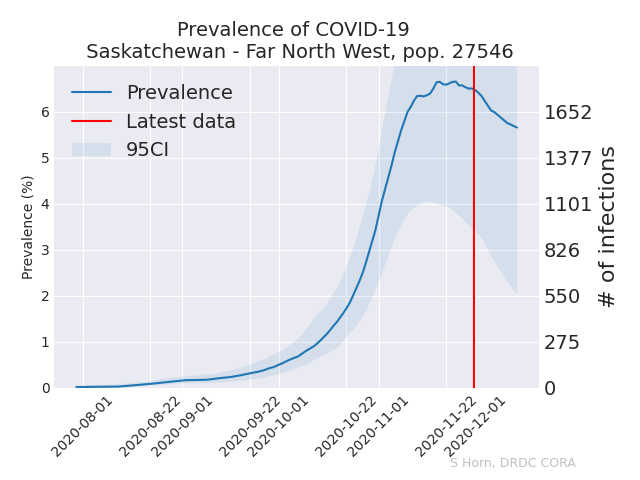 Prevalence of COVID-19
Saskatchewan - Far North West, pop. 27546
Prevalence
Latest data
95CI
Prevalence (%)
6
5
4
3
2
1
0
1652
1377
1101
826
550
275
0
# of infections
2020-08-01
2020-08-22
2020-09-01
2020-09-22
2020-10-01
2020-10-22
2020-11-01
2020-11-22
2020-12-01
S Horn, DRDC CORA